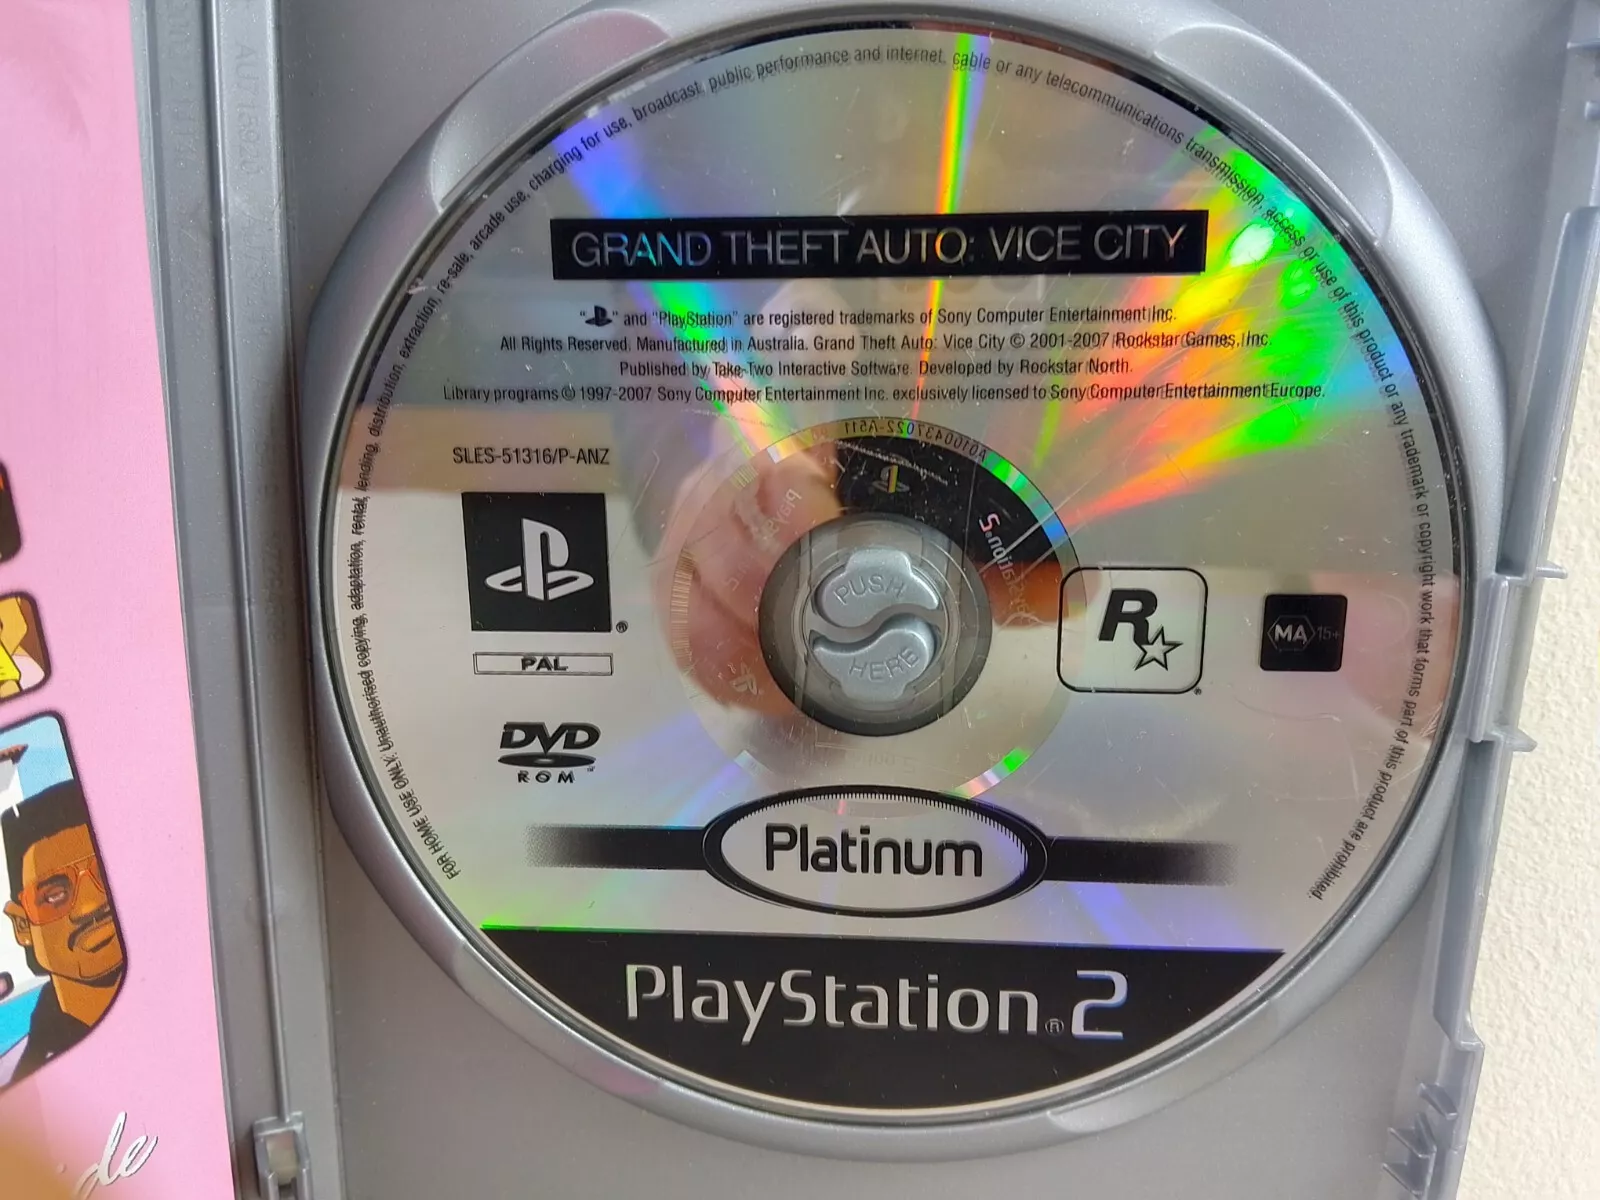 FOR HOME USE ONLY. Unauthorised copying, adaptation, rental, lending, distribution, extraction, re-sale, arcade use, charging for use, broadcast, public performance and internet, cable or any telecommunications transmission, access or use of this product or any trademark or copyright work that forms part of this product are prohibited.
GRAND THEFT AUTO: VICE CITY
" " and "PlayStation" are registered trademarks of Sony Computer Entertainment Inc.
All Rights Reserved. Manufactured in Australia. Grand Theft Auto: Vice City © 2001-2007 Rockstar Games, Inc.
Published by Take-Two Interactive Software. Developed by Rockstar North.
Library programs © 1997-2007 Sony Computer Entertainment Inc. exclusively licensed to Sony Computer Entertainment Europe.
A0100437022-A511
SLES-51316/P-ANZ
PUSH
HERE
R
MA 15+
®
PAL
DVD
ROM™
Platinum
PlayStation®2
de